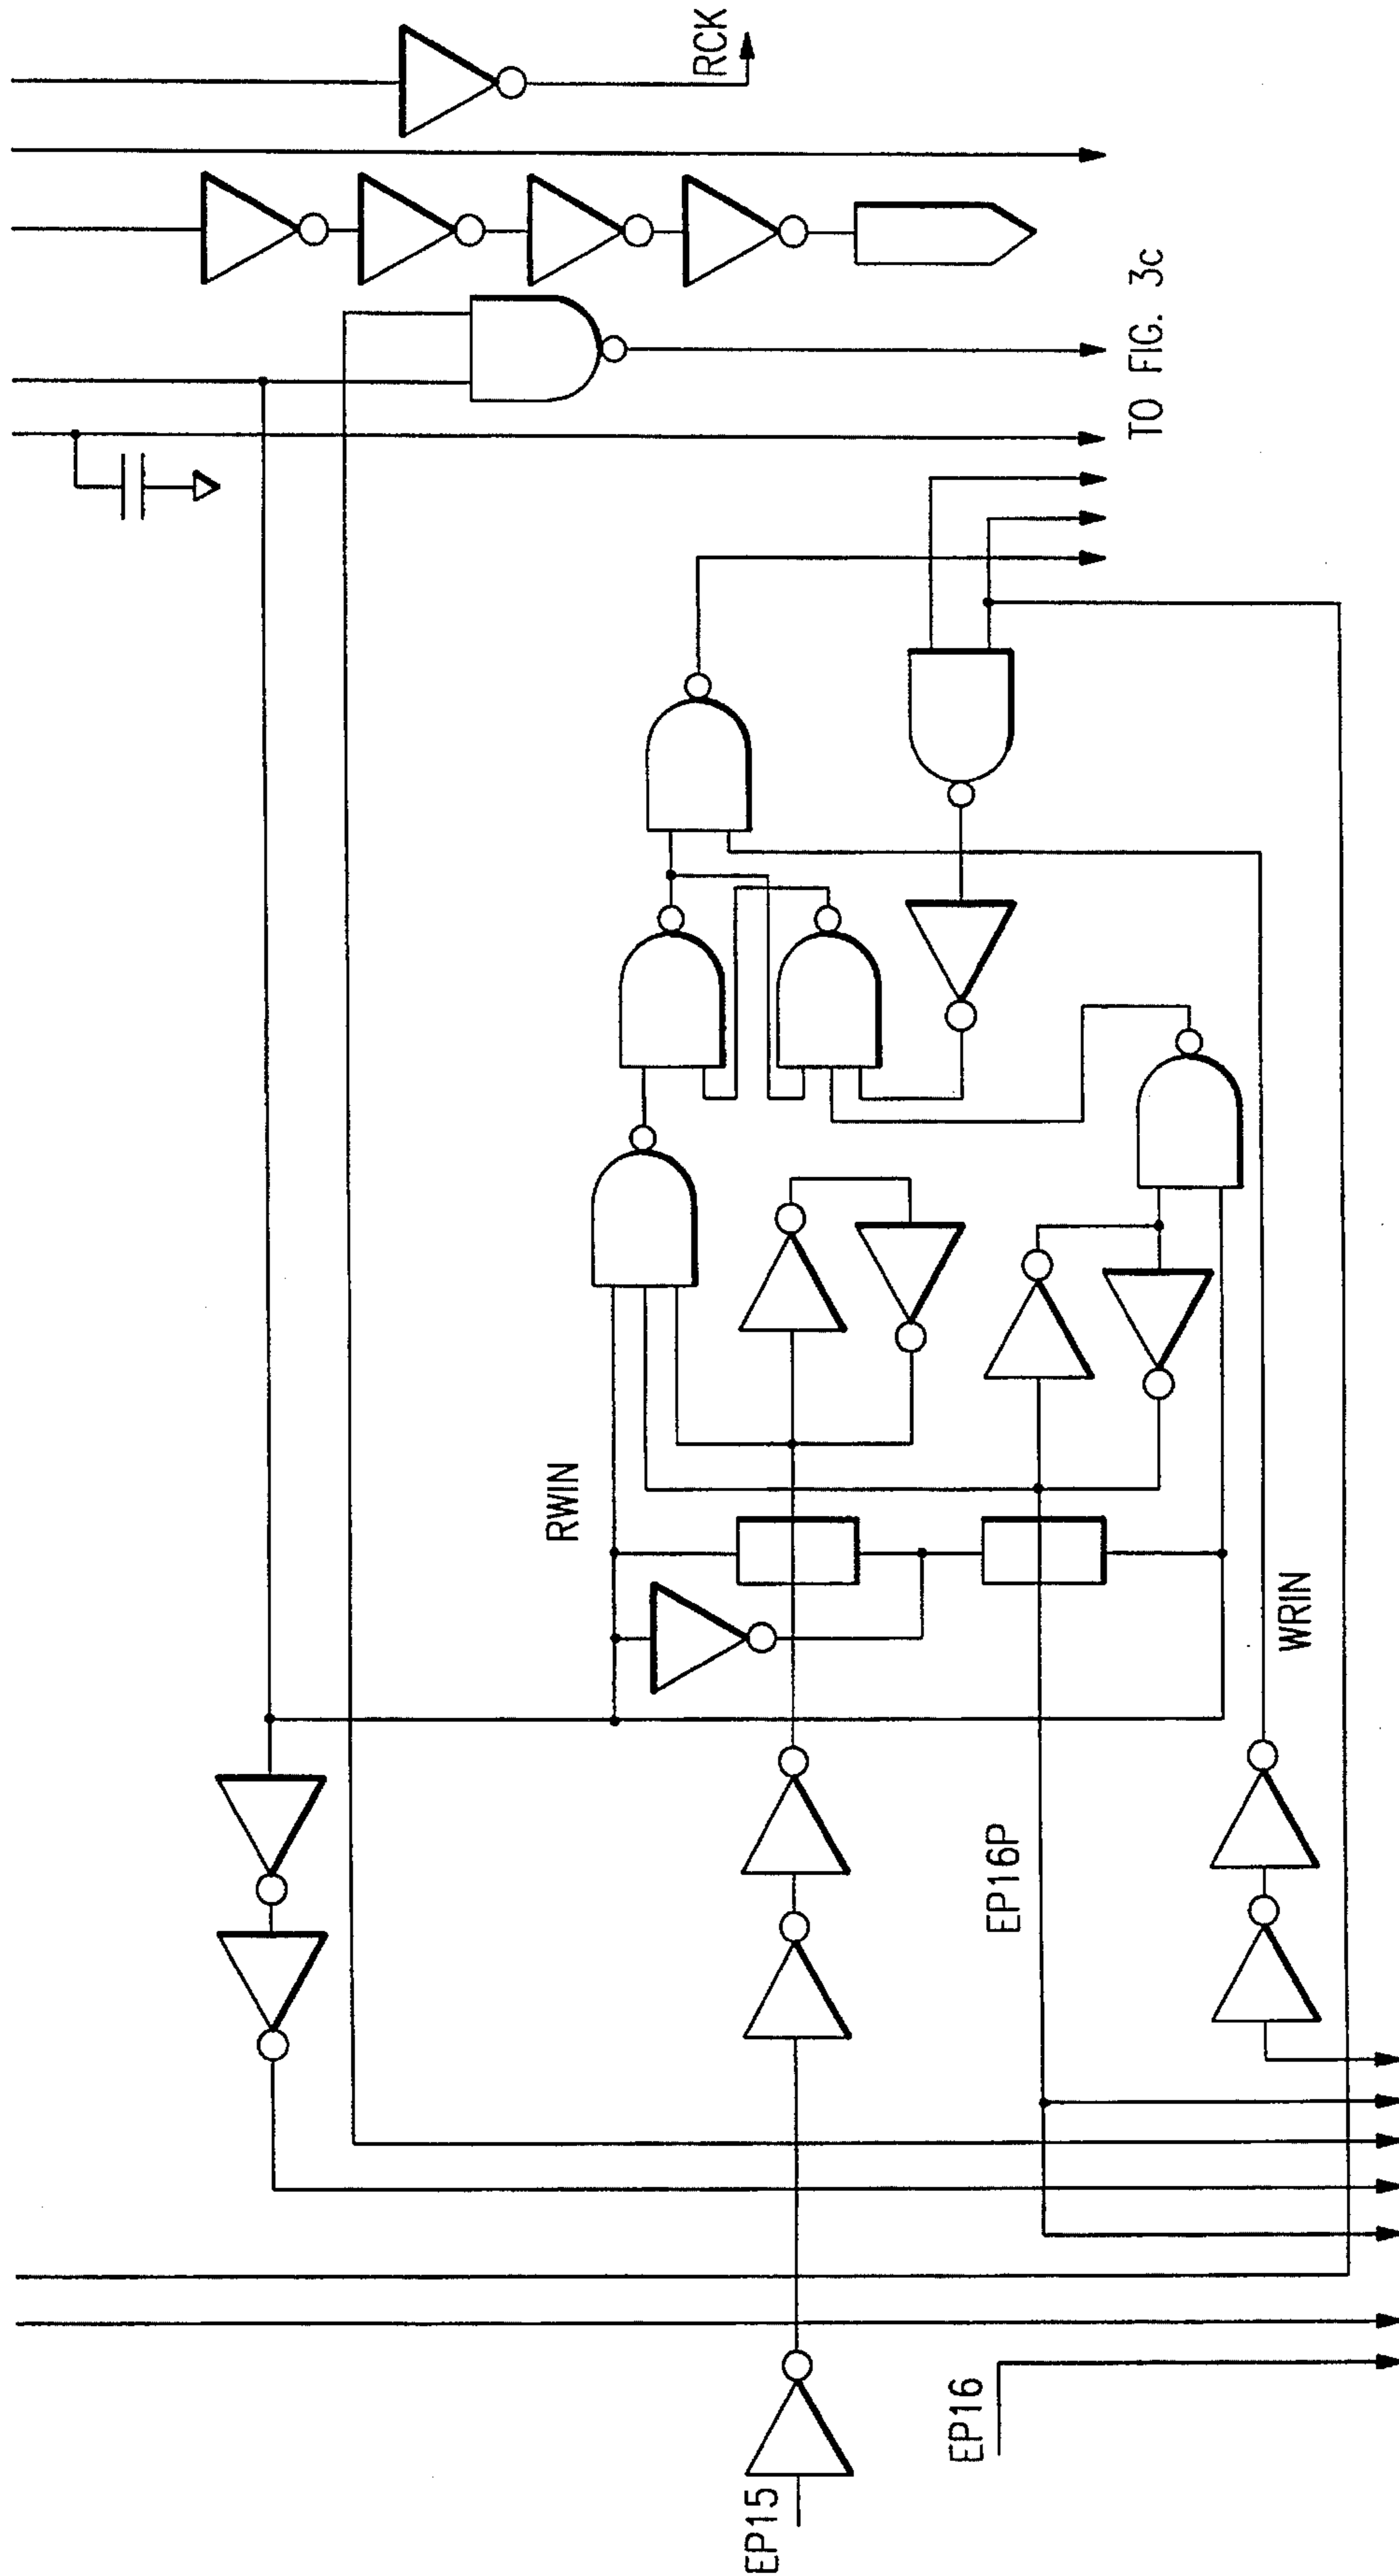 RCK
TO FIG. 3c
RWIN
WRIN
EP16P
EP16
EP15